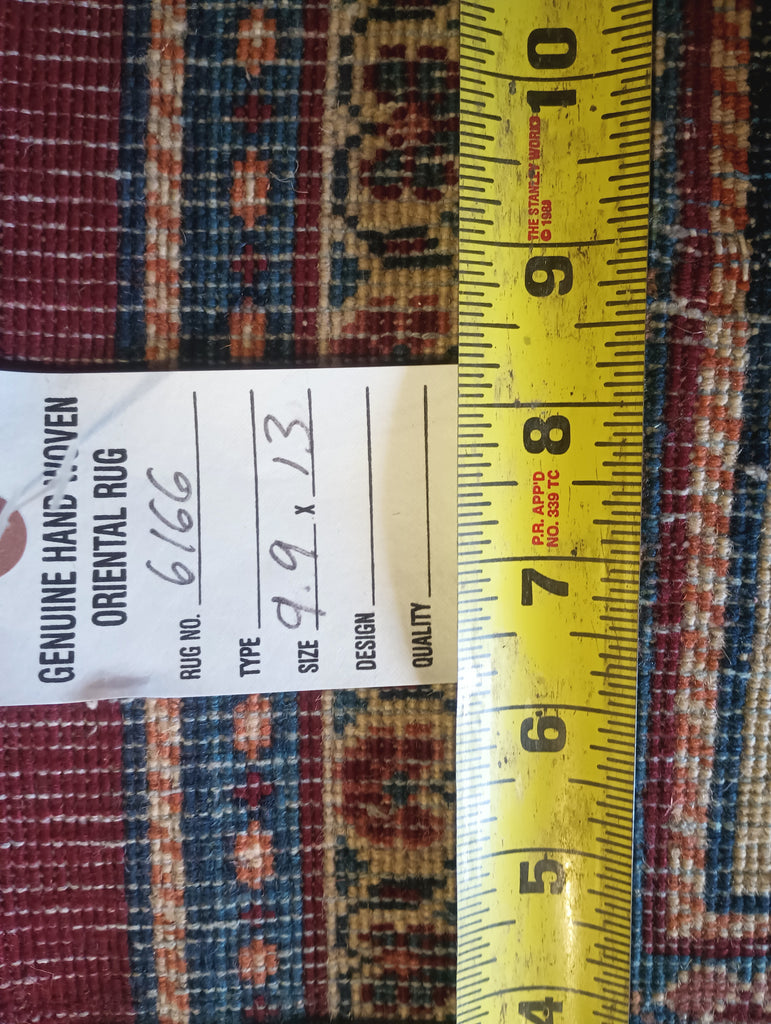 GENUINE HAND WOVEN
ORIENTAL RUG
RUG NO. 6166
TYPE
SIZE 9.9 X 13
DESIGN
QUALITY
4 5 6 7 8 9 10
P.R. APP'D
NO. 339 TC
THE STANLEY WORKS
© 1988